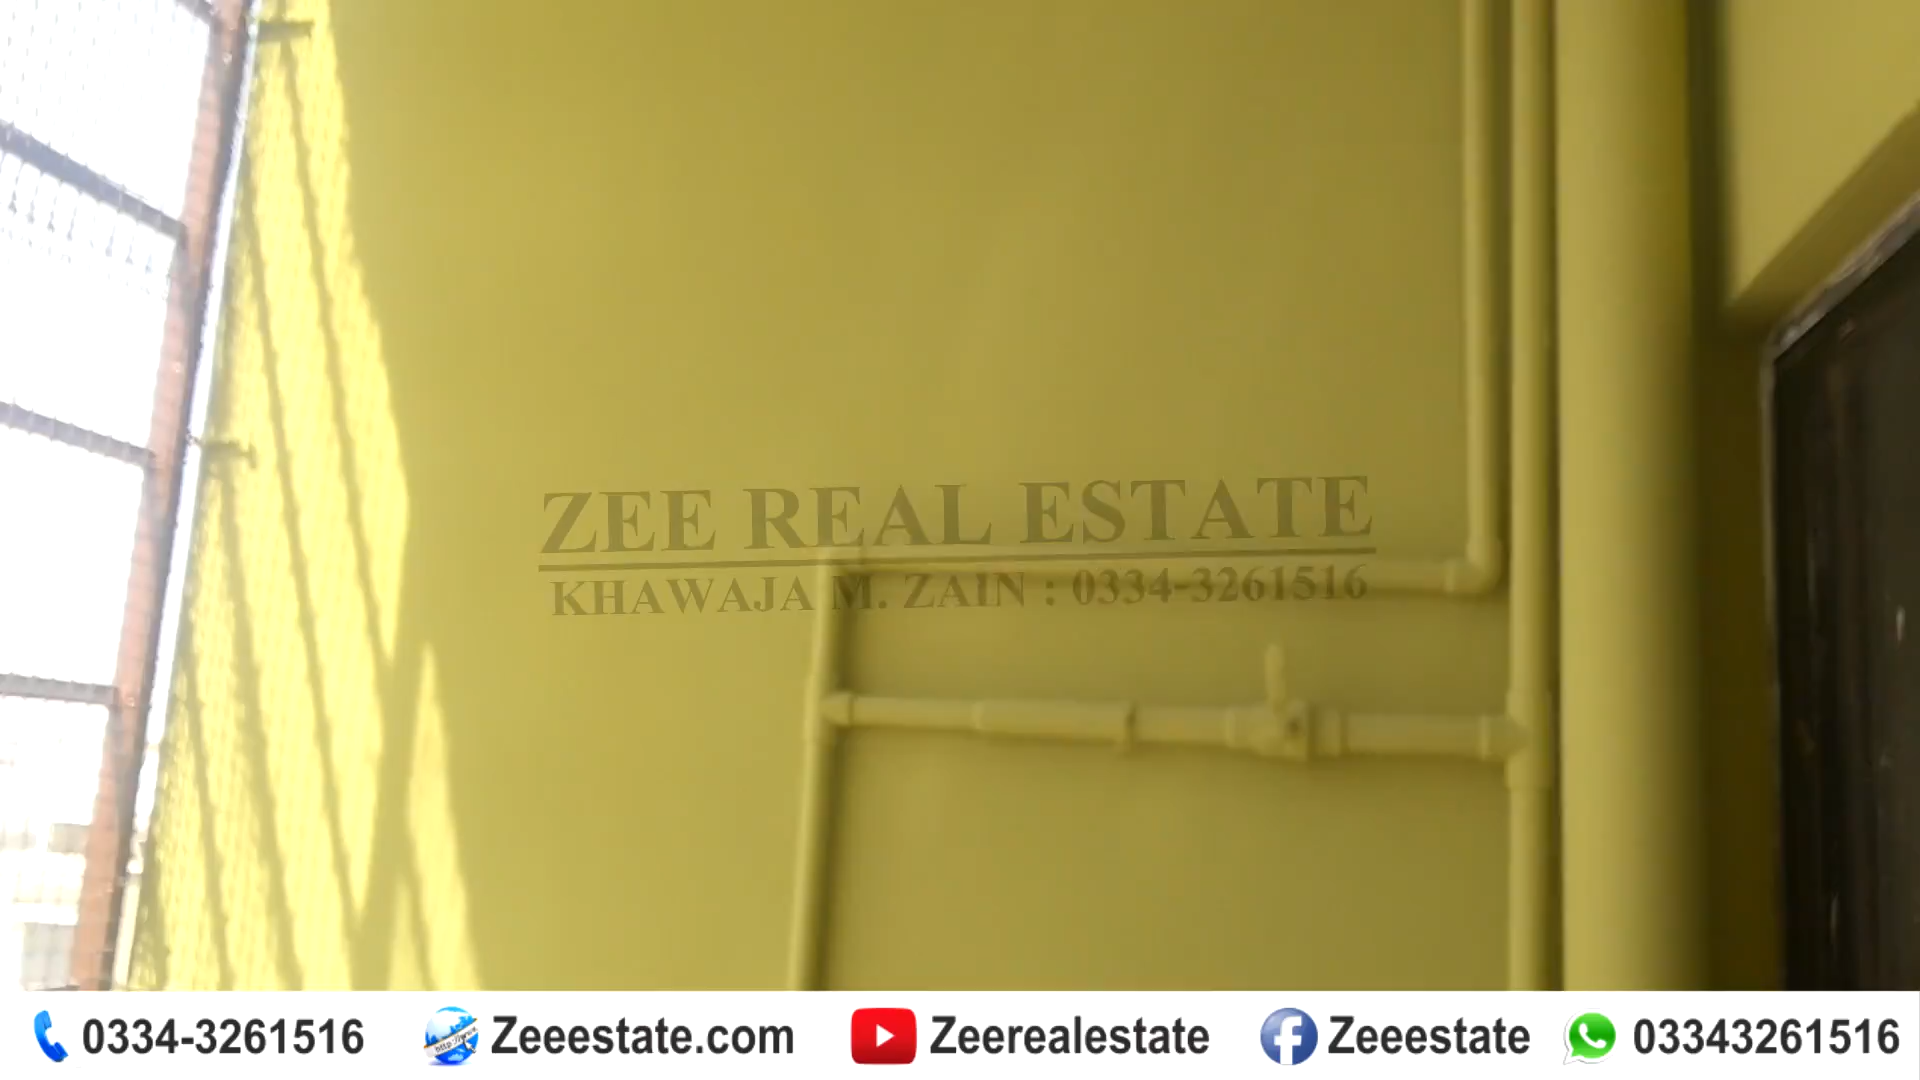 ZEE REAL ESTATE
KHAWAJA M. ZAIN : 0334-3261516
0334-3261516 Zeeestate.com Zeerealestate Zeeestate 03343261516